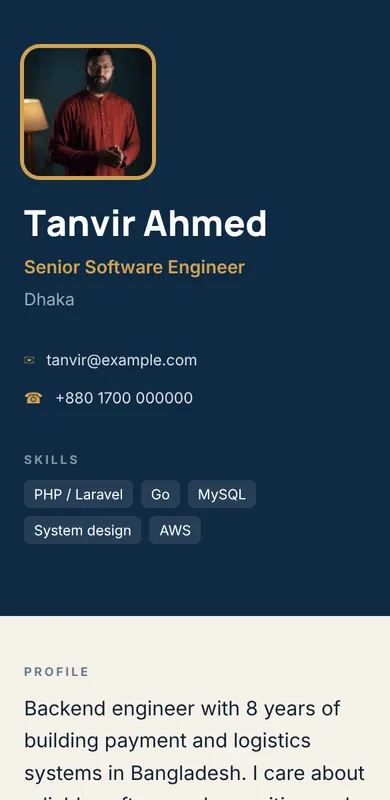 Tanvir Ahmed
Senior Software Engineer
Dhaka
tanvir@example.com
+880 1700 000000
SKILLS
PHP / Laravel
Go
MySQL
System design
AWS
PROFILE
Backend engineer with 8 years of
building payment and logistics
systems in Bangladesh. I care about